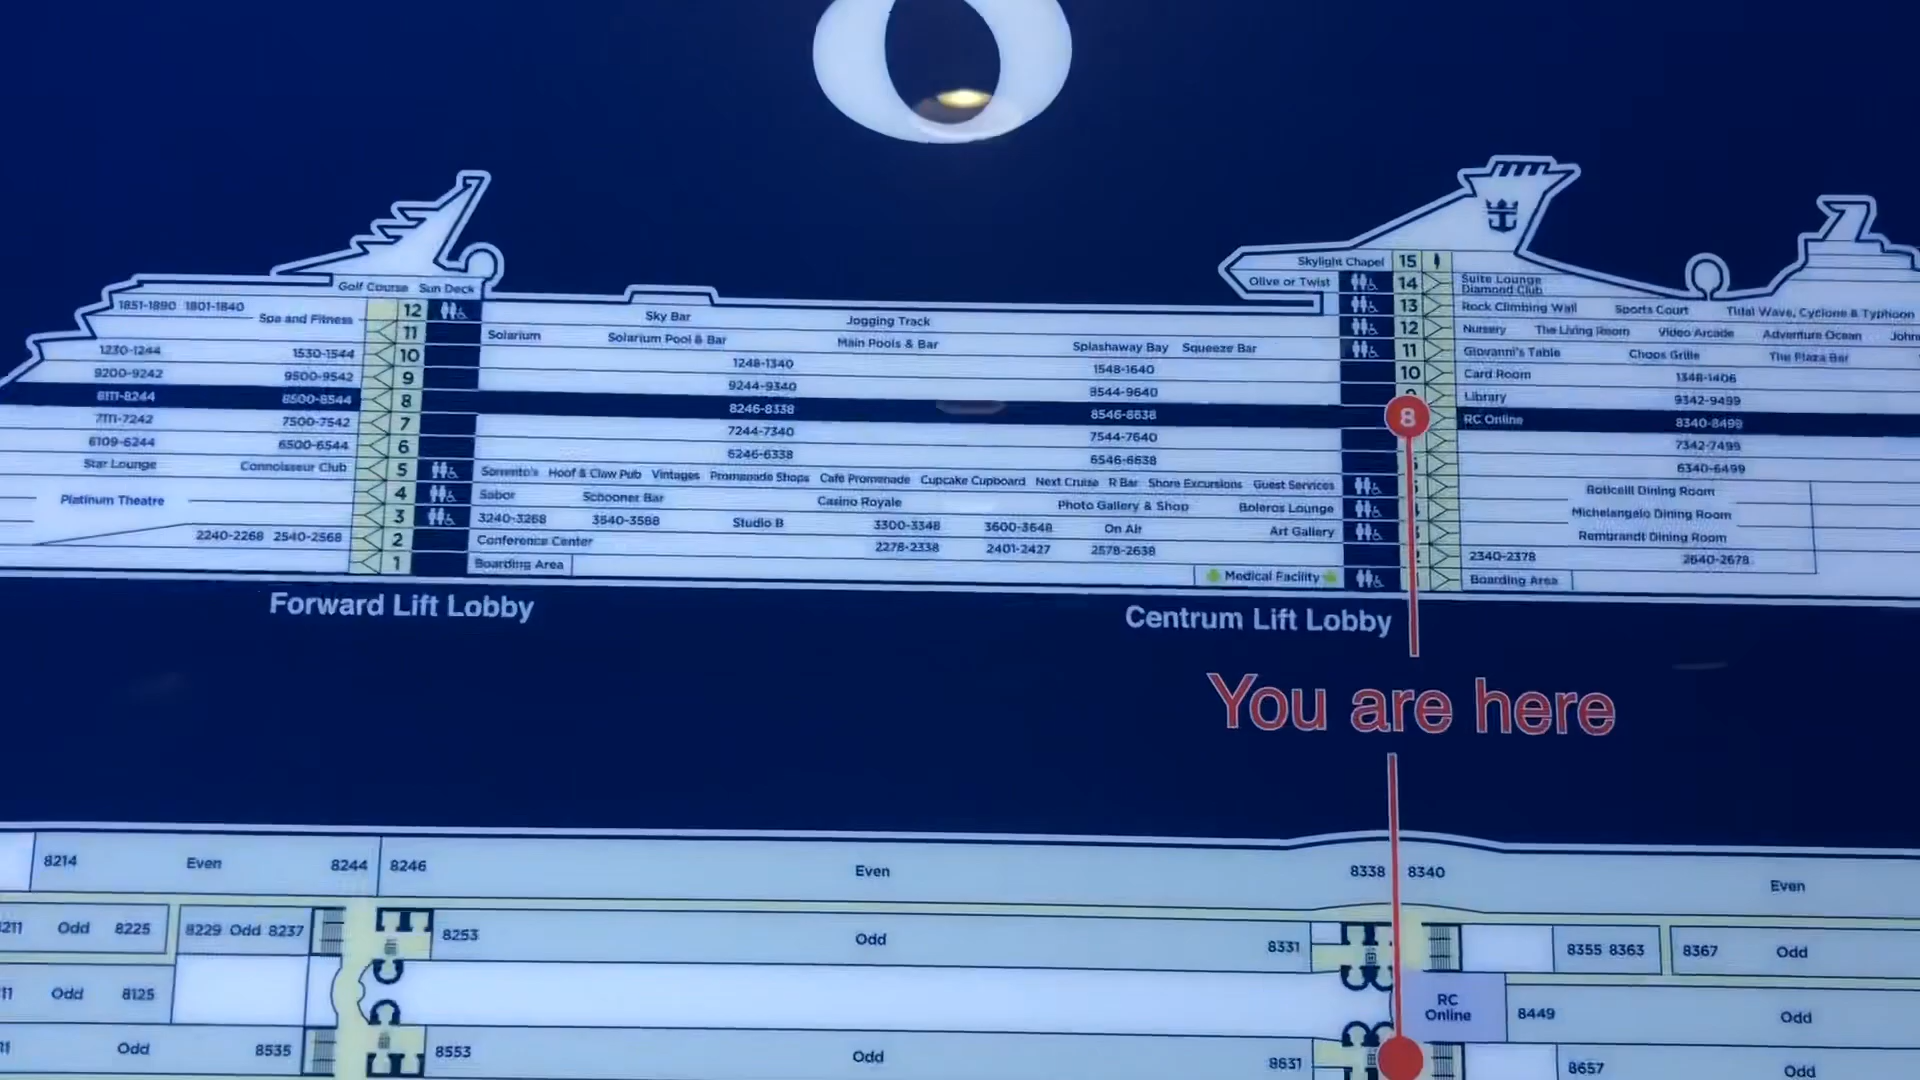 Skylight Chapel 15
Olive or Twist 14 Suite Lounge
Diamond Club
13 Rock Climbing Wall Sports Court Tidal Wave, Cyclone & Typhoon
Golf Course Sun Deck
1851-1890 1801-1840 Spa and Fitness 12 Sky Bar Jogging Track 12 Nursery The Living Room Video Arcade Adventure Ocean
11 Solarium Solarium Pool & Bar Main Pools & Bar Splashaway Bay Squeeze Bar 11 Giovanni's Table Chops Grille The Plaza Bar
1230-1244 1530-1544 10 1248-1340 1548-1640 10 Card Room 1348-1406
9200-9242 9500-9542 9 9244-9340 9544-9640 Library 9342-9499
8111-8244 8500-8544 8 8246-8338 8546-8638 8 RC Online 8340-8499
7111-7242 7500-7542 7 7244-7340 7544-7640 7342-7499
6109-6244 6500-6544 6 6246-6338 6546-6638 6340-6499
Star Lounge Connoisseur Club 5 Sorrento's Hoof & Claw Pub Vintages Promenade Shops Café Promenade Cupcake Cupboard Next Cruise R Bar Shore Excursions Guest Services Boticelli Dining Room
Platinum Theatre 4 Sabor Schooner Bar Casino Royale Photo Gallery & Shop Boleros Lounge Michelangelo Dining Room
3 3240-3268 3540-3568 Studio B 3300-3348 3600-3648 On Air Art Gallery Rembrandt Dining Room
2240-2268 2540-2568 2 Conference Center 2278-2338 2401-2427 2578-2638 2340-2378 2640-2678
1 Boarding Area Medical Facility Boarding Area
Forward Lift Lobby Centrum Lift Lobby
You are here
8214 Even 8244 8246 Even 8338 8340 Even
Odd 8225 8229 Odd 8237 8253 Odd 8331 8355 8363 8367 Odd
Odd 8125 RC
Online 8449 Odd
Odd 8535 8553 Odd 8631 8657 Odd